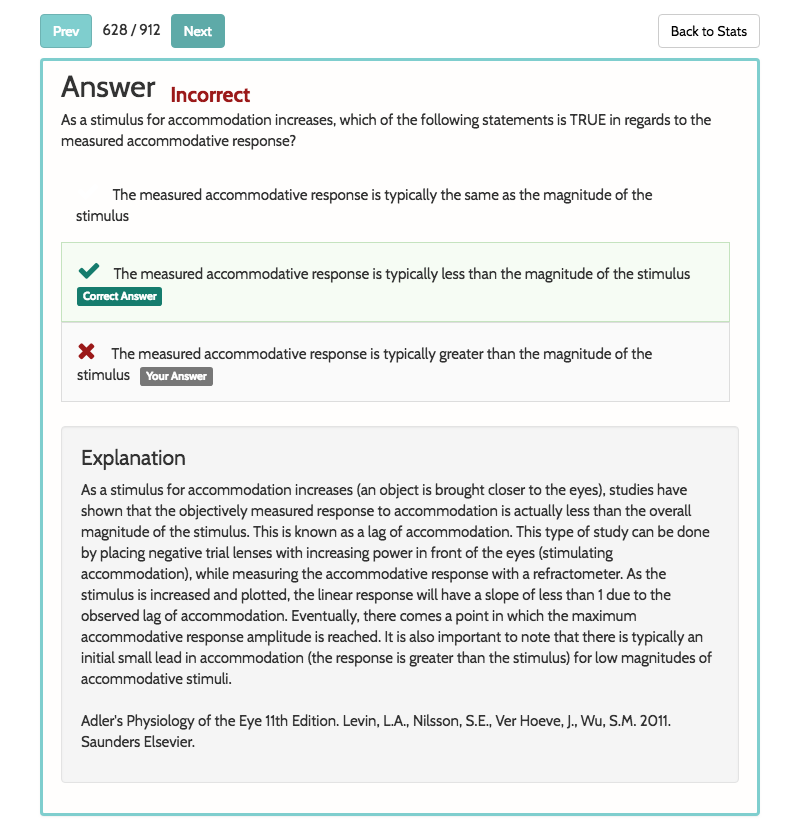 Prev 628 / 912 Next Back to Stats
Answer Incorrect
As a stimulus for accommodation increases, which of the following statements is TRUE in regards to the
measured accommodative response?
The measured accommodative response is typically the same as the magnitude of the
stimulus
The measured accommodative response is typically less than the magnitude of the stimulus
Correct Answer
The measured accommodative response is typically greater than the magnitude of the
stimulus Your Answer
Explanation
As a stimulus for accommodation increases (an object is brought closer to the eyes), studies have
shown that the objectively measured response to accommodation is actually less than the overall
magnitude of the stimulus. This is known as a lag of accommodation. This type of study can be done
by placing negative trial lenses with increasing power in front of the eyes (stimulating
accommodation), while measuring the accommodative response with a refractometer. As the
stimulus is increased and plotted, the linear response will have a slope of less than 1 due to the
observed lag of accommodation. Eventually, there comes a point in which the maximum
accommodative response amplitude is reached. It is also important to note that there is typically an
initial small lead in accommodation (the response is greater than the stimulus) for low magnitudes of
accommodative stimuli.
Adler's Physiology of the Eye 11th Edition. Levin, L.A., Nilsson, S.E., Ver Hoeve, J., Wu, S.M. 2011.
Saunders Elsevier.